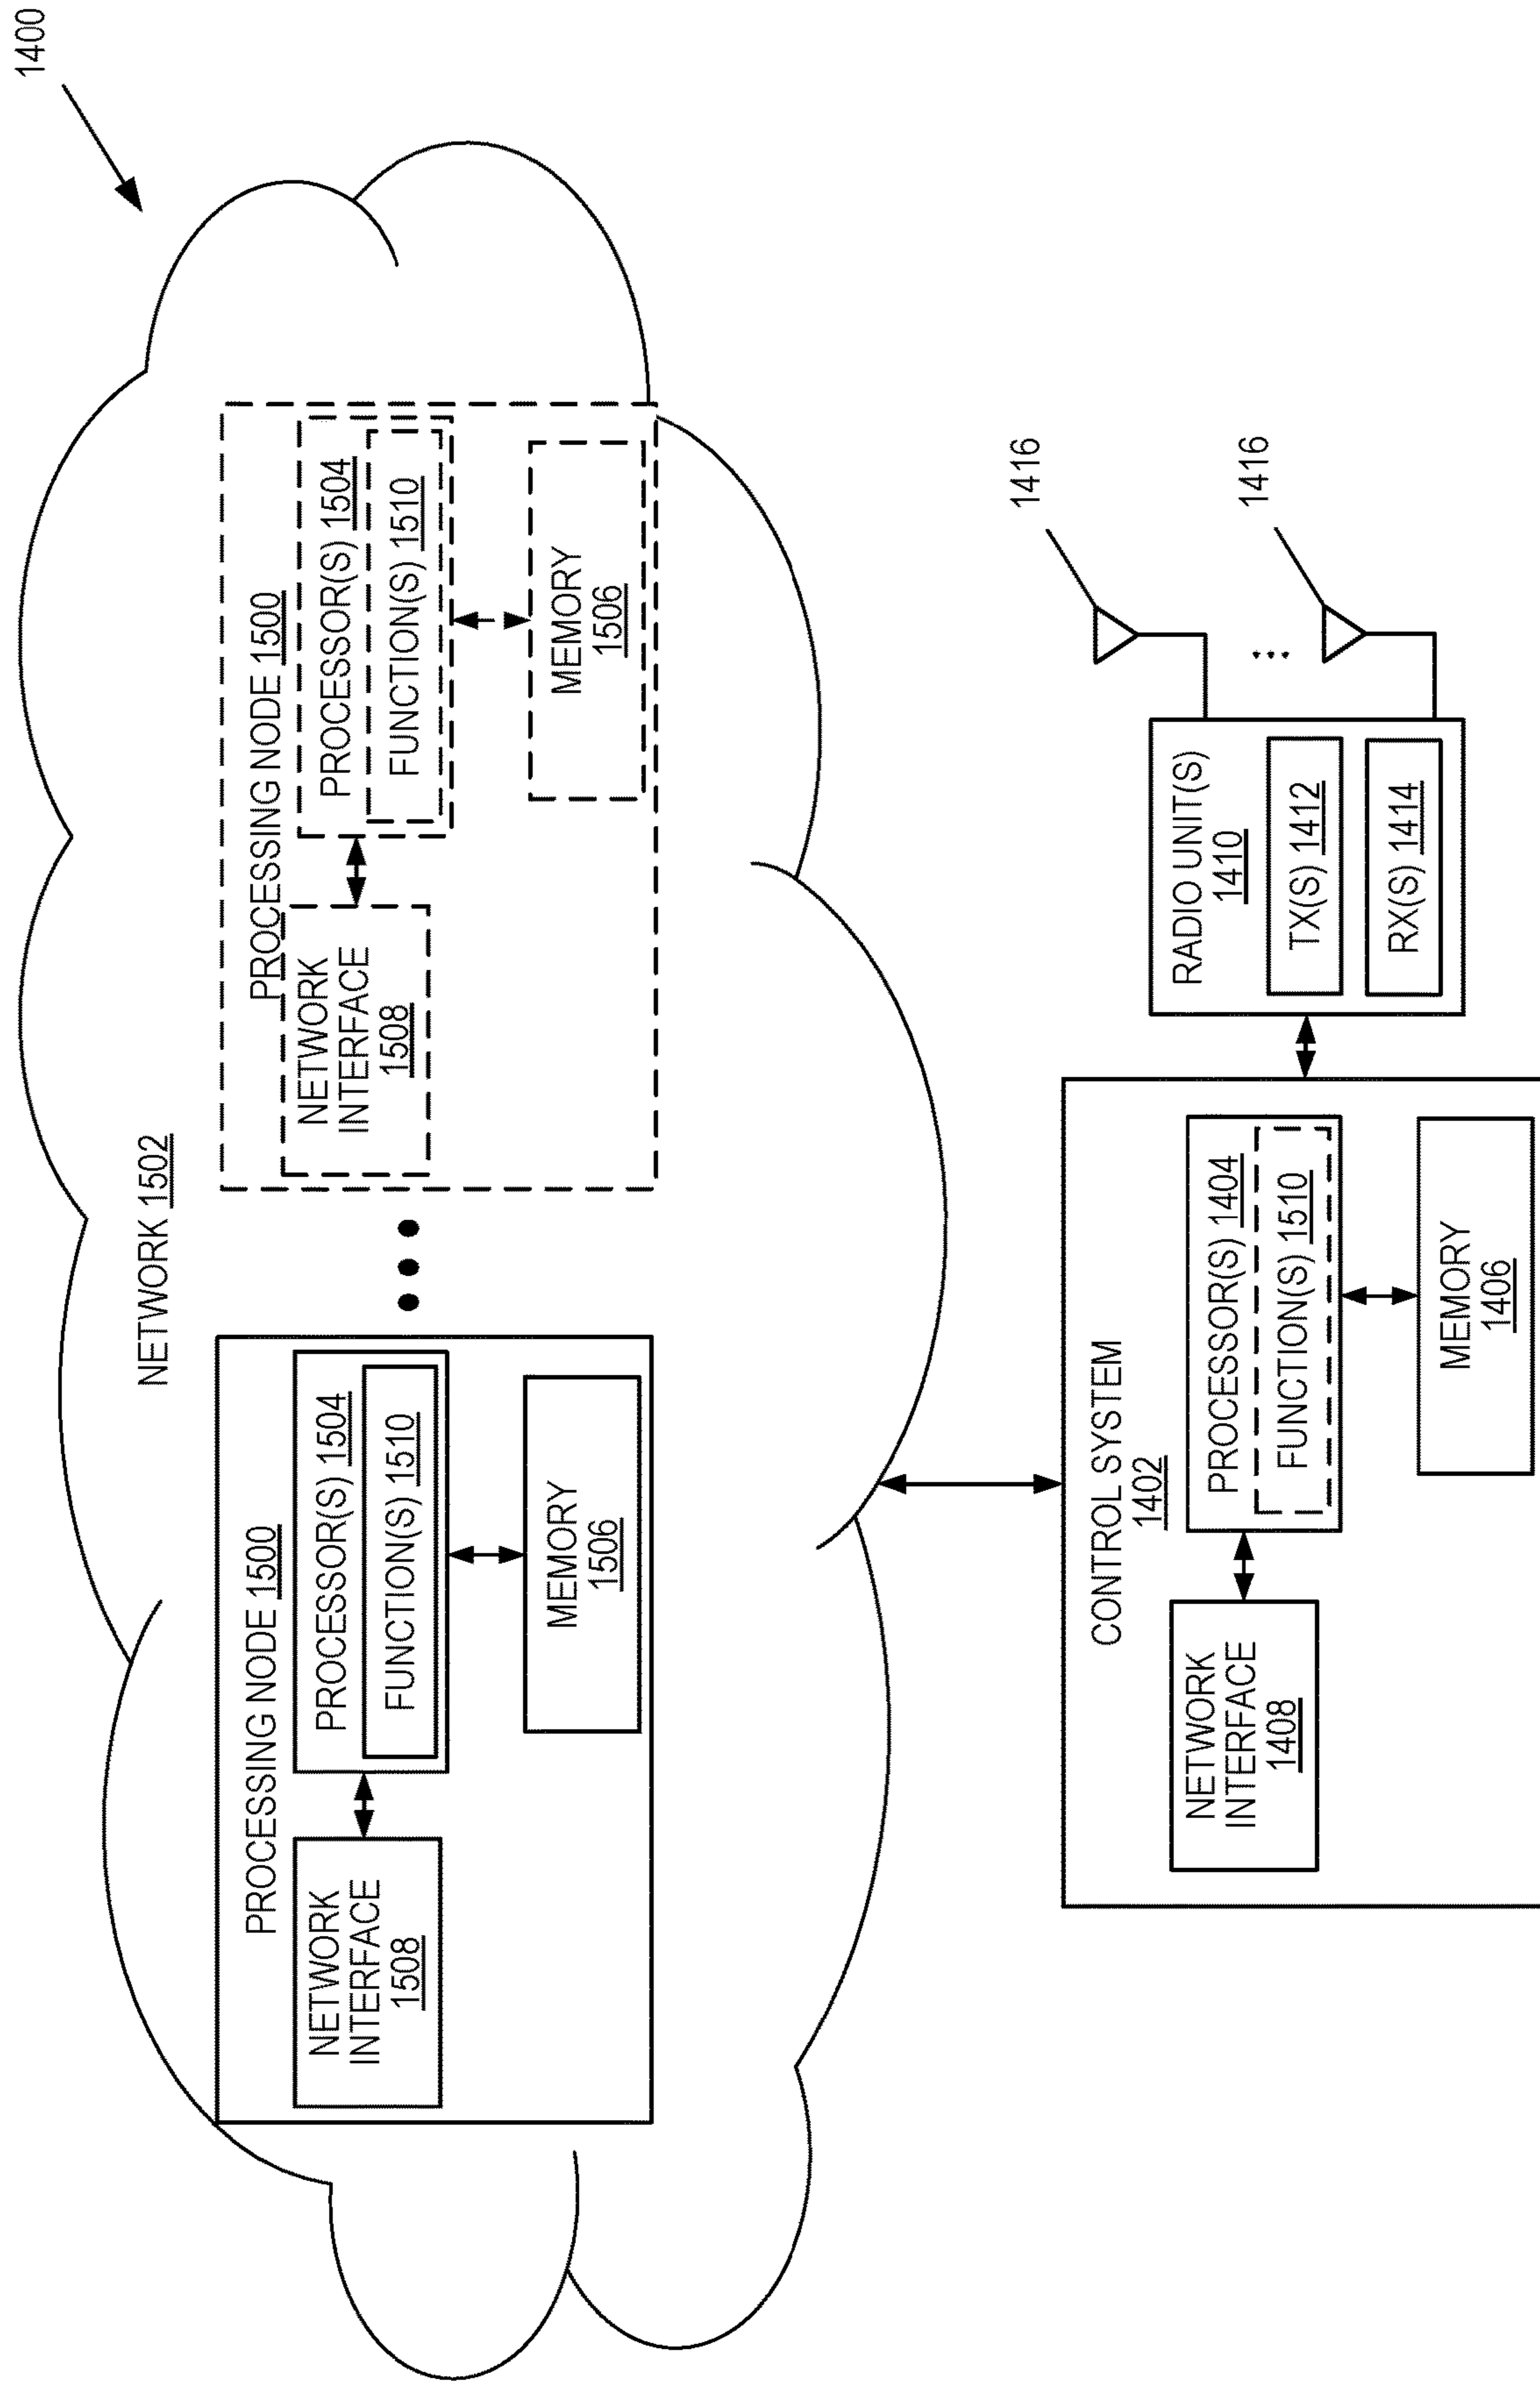 1400
NETWORK 1502
PROCESSING NODE 1500
NETWORK
INTERFACE
1508
PROCESSOR(S) 1504
FUNCTION(S) 1510
MEMORY
1506
PROCESSING NODE 1500
NETWORK
INTERFACE
1508
PROCESSOR(S) 1504
FUNCTION(S) 1510
MEMORY
1506
CONTROL SYSTEM
1402
NETWORK
INTERFACE
1408
PROCESSOR(S) 1404
FUNCTION(S) 1510
MEMORY
1406
RADIO UNIT(S)
1410
TX(S) 1412
RX(S) 1414
1416
1416